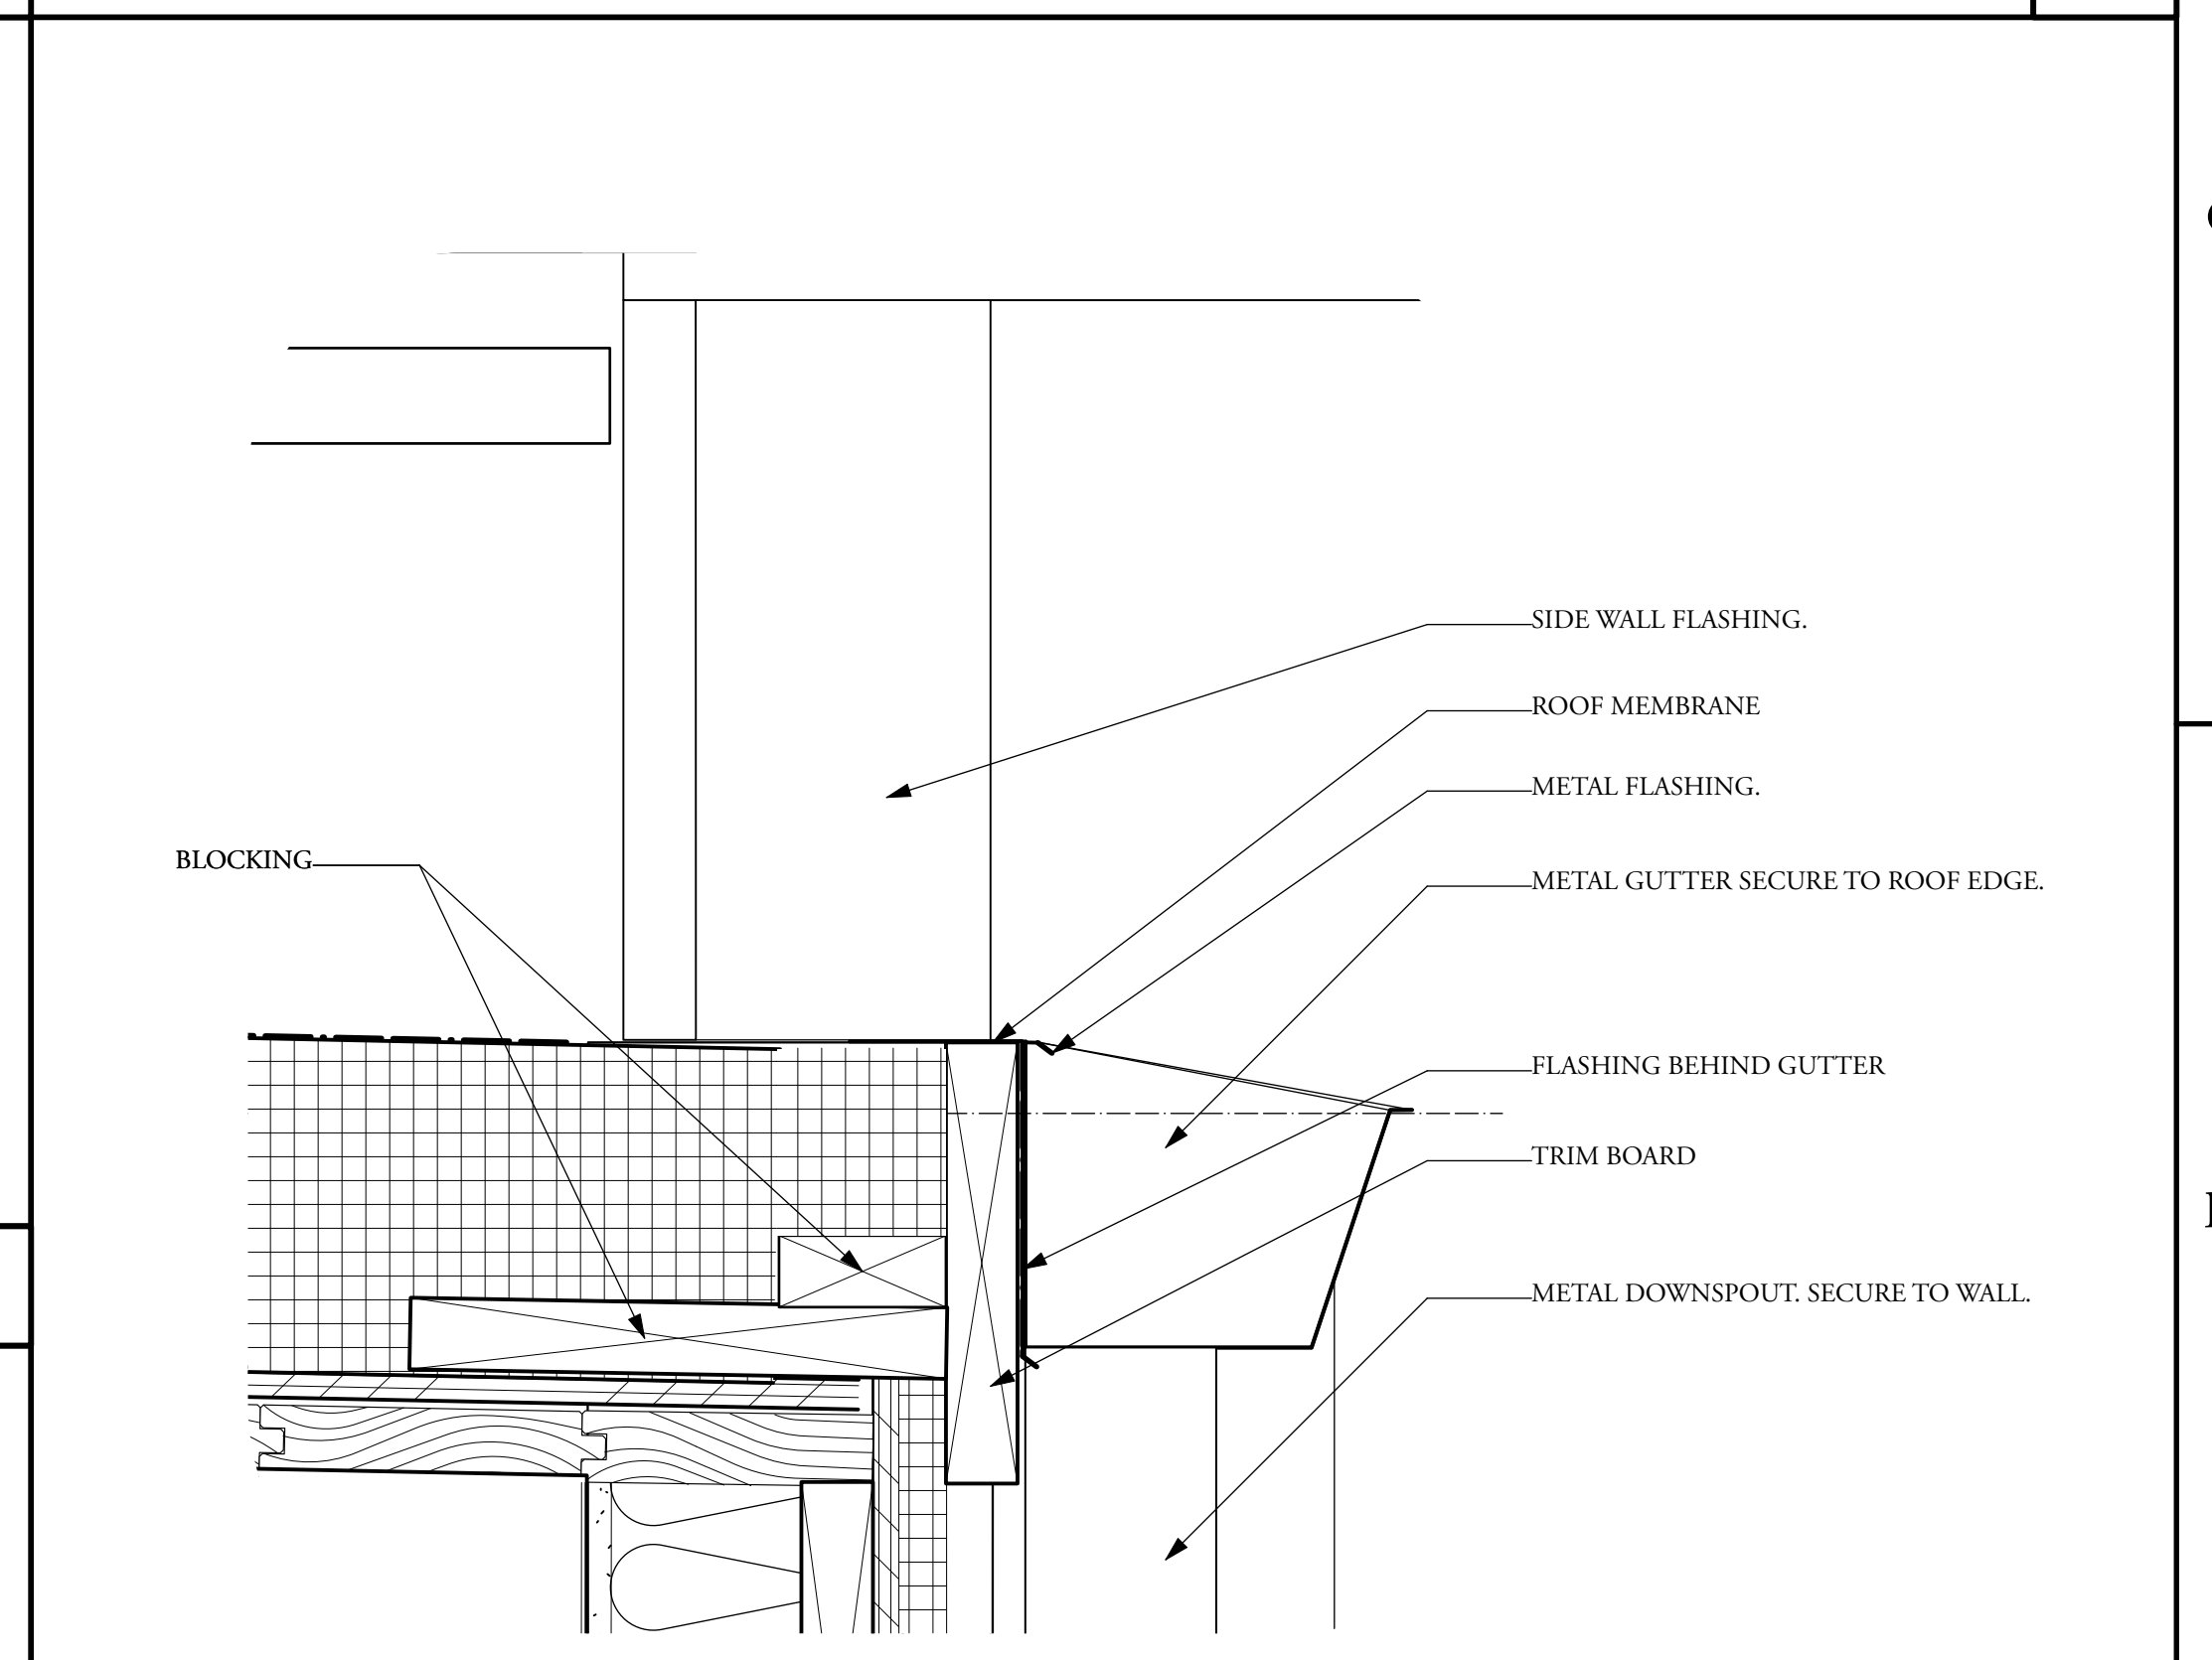 SIDE WALL FLASHING.
ROOF MEMBRANE
METAL FLASHING.
BLOCKING
METAL GUTTER SECURE TO ROOF EDGE.
FLASHING BEHIND GUTTER
TRIM BOARD
METAL DOWNSPOUT. SECURE TO WALL.